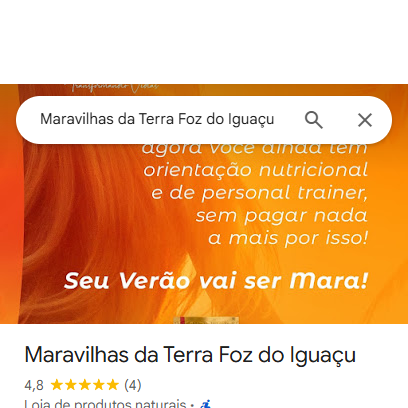 Transformando Vidas
Maravilhas da Terra Foz do Iguaçu
agora você ainda tem
orientação nutricional
e de personal trainer,
sem pagar nada
a mais por isso!
Seu Verão vai ser Mara!
Maravilhas da Terra Foz do Iguaçu
4,8 ★★★★★ (4)
Loja de produtos naturais ·